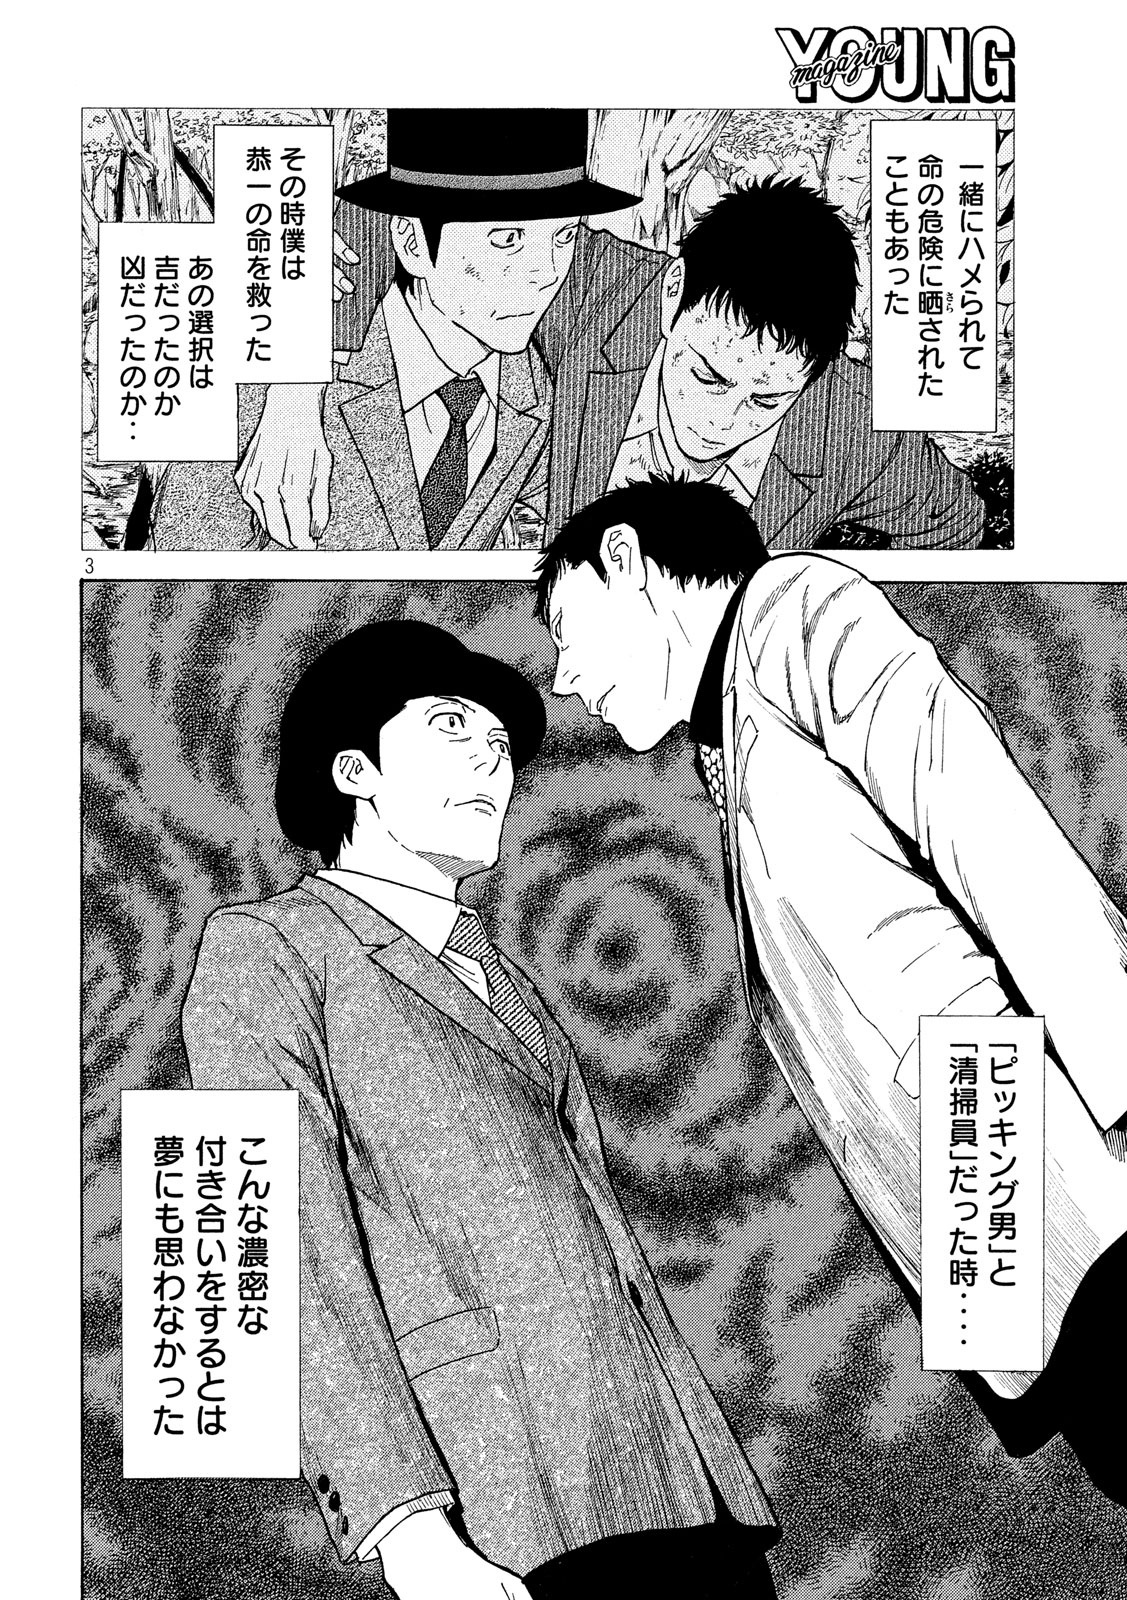 YOUNG
magazine
一緒にハメられて
命の危険に晒された
さら
こともあった
その時僕は
恭一の命を救った
あの選択は
吉だったのか
凶だったのか‥
3
「ピッキング男」と
「清掃員」だった時‥‥
こんな濃密な
付き合いをするとは
夢にも思わなかった